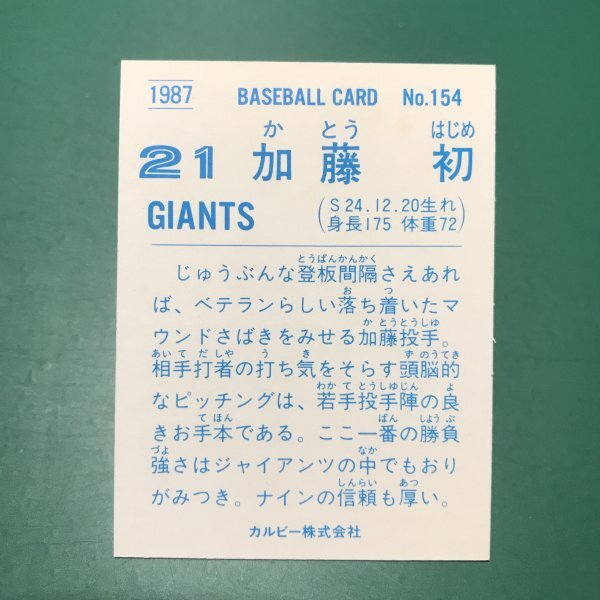 1987 BASEBALL CARD No.154
か とう はじめ
21 加藤 初
GIANTS (S24.12.20生れ
身長175 体重72)
とうばんかんかく
じゅうぶんな登板間隔さえあれ
お つ
ば、ベテランらしい落ち着いたマ
か とうとうしゅ
ウンドさばきをみせる加藤投手。
あいて だ しゃ う き ず のうてき
相手打者の打ち気をそらす頭脳的
わか て とうしゅじん よ
なピッチングは、若手投手陣の良
て ほん ばん しょうぶ
きお手本である。ここ一番の勝負
づよ なか
強さはジャイアンツの中でもおり
しんらい あつ
がみつき。ナインの信頼も厚い。
カルビー株式会社